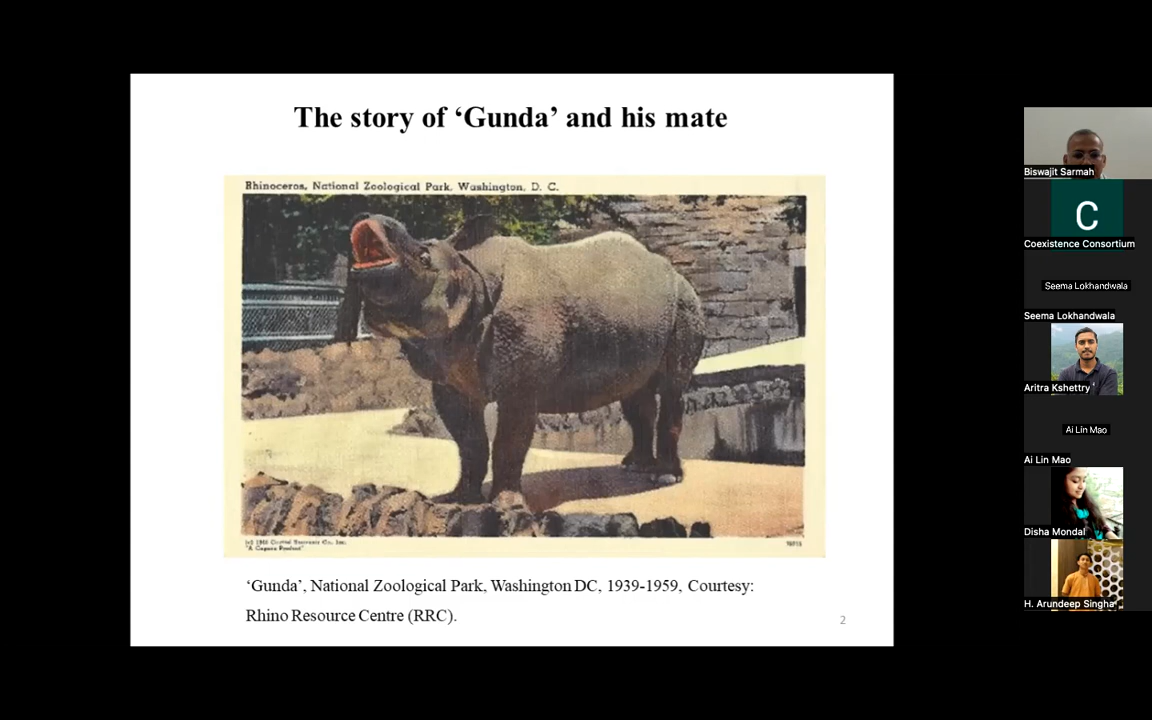 The story of ‘Gunda’ and his mate
Rhinoceros, National Zoological Park, Washington, D. C.
"A Capsco Product"
‘Gunda’, National Zoological Park, Washington DC, 1939-1959, Courtesy:
Rhino Resource Centre (RRC).
2
Biswajit Sarmah
C
Coexistence Consortium
Seema Lokhandwala
Seema Lokhandwala
Aritra Kshettry
Ai Lin Mao
Ai Lin Mao
Disha Mondal
H. Arundeep Singha